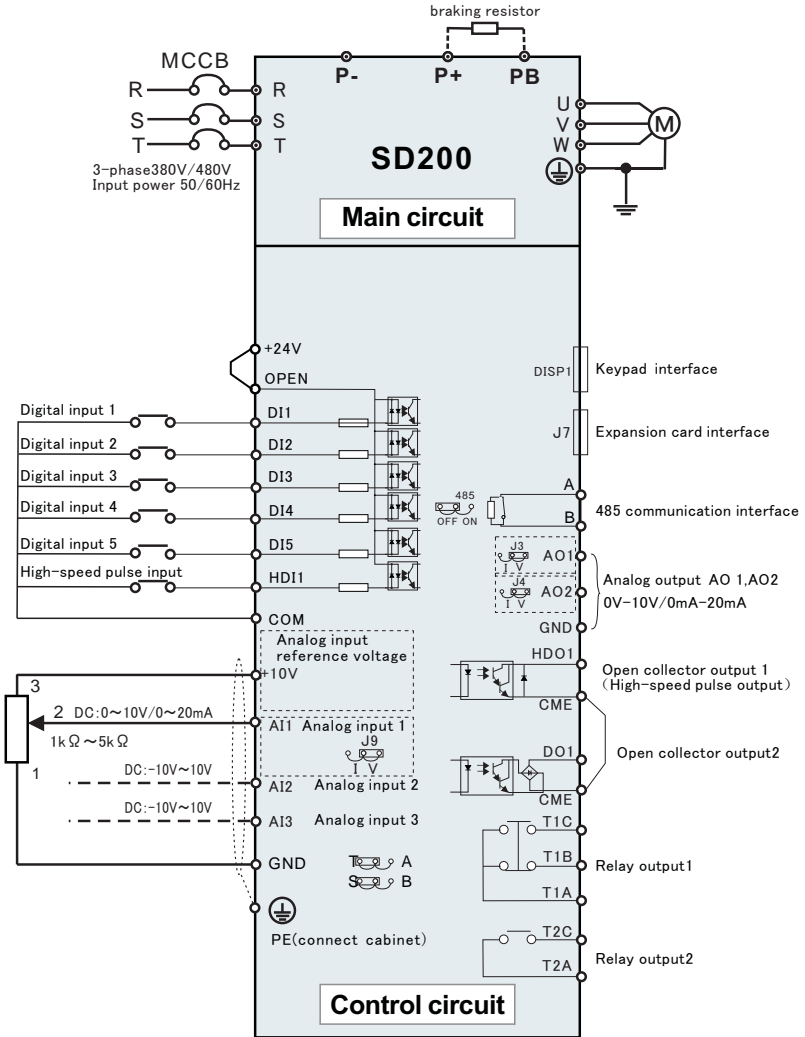 braking resistor
MCCB
P-
P+
PB
R
R
S
S
T
T
3-phase380V/480V
Input power 50/60Hz
U
V
W
M
SD200
Main circuit
+24V
OPEN
Digital input 1
DI1
Digital input 2
DI2
Digital input 3
DI3
Digital input 4
DI4
Digital input 5
DI5
High-speed pulse input
HDI1
COM
DISP1
Keypad interface
J7
Expansion card interface
485
OFF ON
A
B
485 communication interface
J3
I V
AO1
J4
I V
AO2
Analog output AO 1,AO2
0V-10V/0mA-20mA
GND
Analog input
reference voltage
+10V
3
2 DC:0～10V/0～20mA
1kΩ～5kΩ
1
AI1 Analog input 1
J9
I V
DC:-10V～10V
AI2 Analog input 2
DC:-10V～10V
AI3 Analog input 3
GND
T A
S B
PE(connect cabinet)
HDO1
Open collector output 1
(High-speed pulse output)
CME
DO1
Open collector output2
CME
T1C
T1B
Relay output1
T1A
T2C
Relay output2
T2A
Control circuit